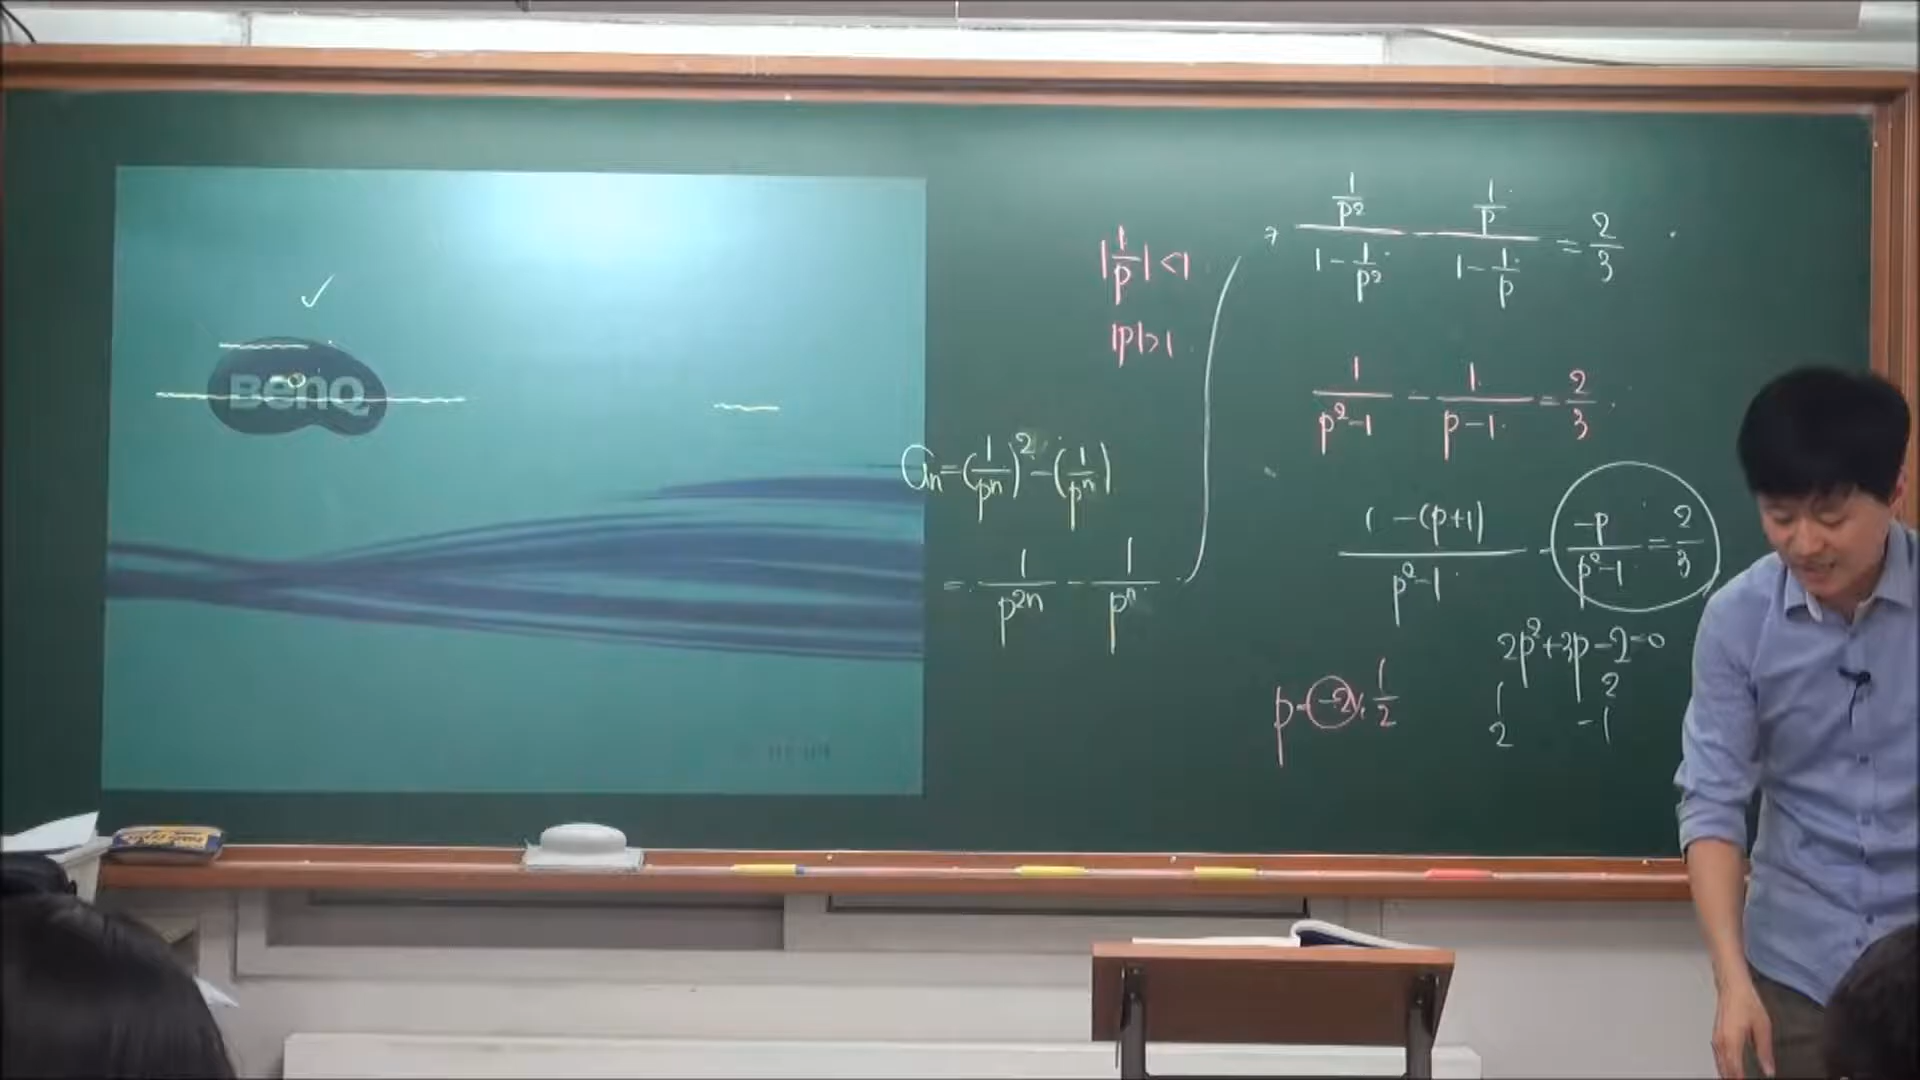 BenQ
|1/p| < 1
|p| > 1
aₙ = (1/pⁿ)² - (1/pⁿ)
= 1/p²ⁿ - 1/pⁿ
(1/p²)/(1 - 1/p²) - (1/p)/(1 - 1/p) = 2/3
1/(p²-1) - 1/(p-1) = 2/3
(1 - (p+1))/(p²-1) - -p/(p²-1) = 2/3
2p²+3p-2=0
1 2
2 -1
p = -2, 1/2